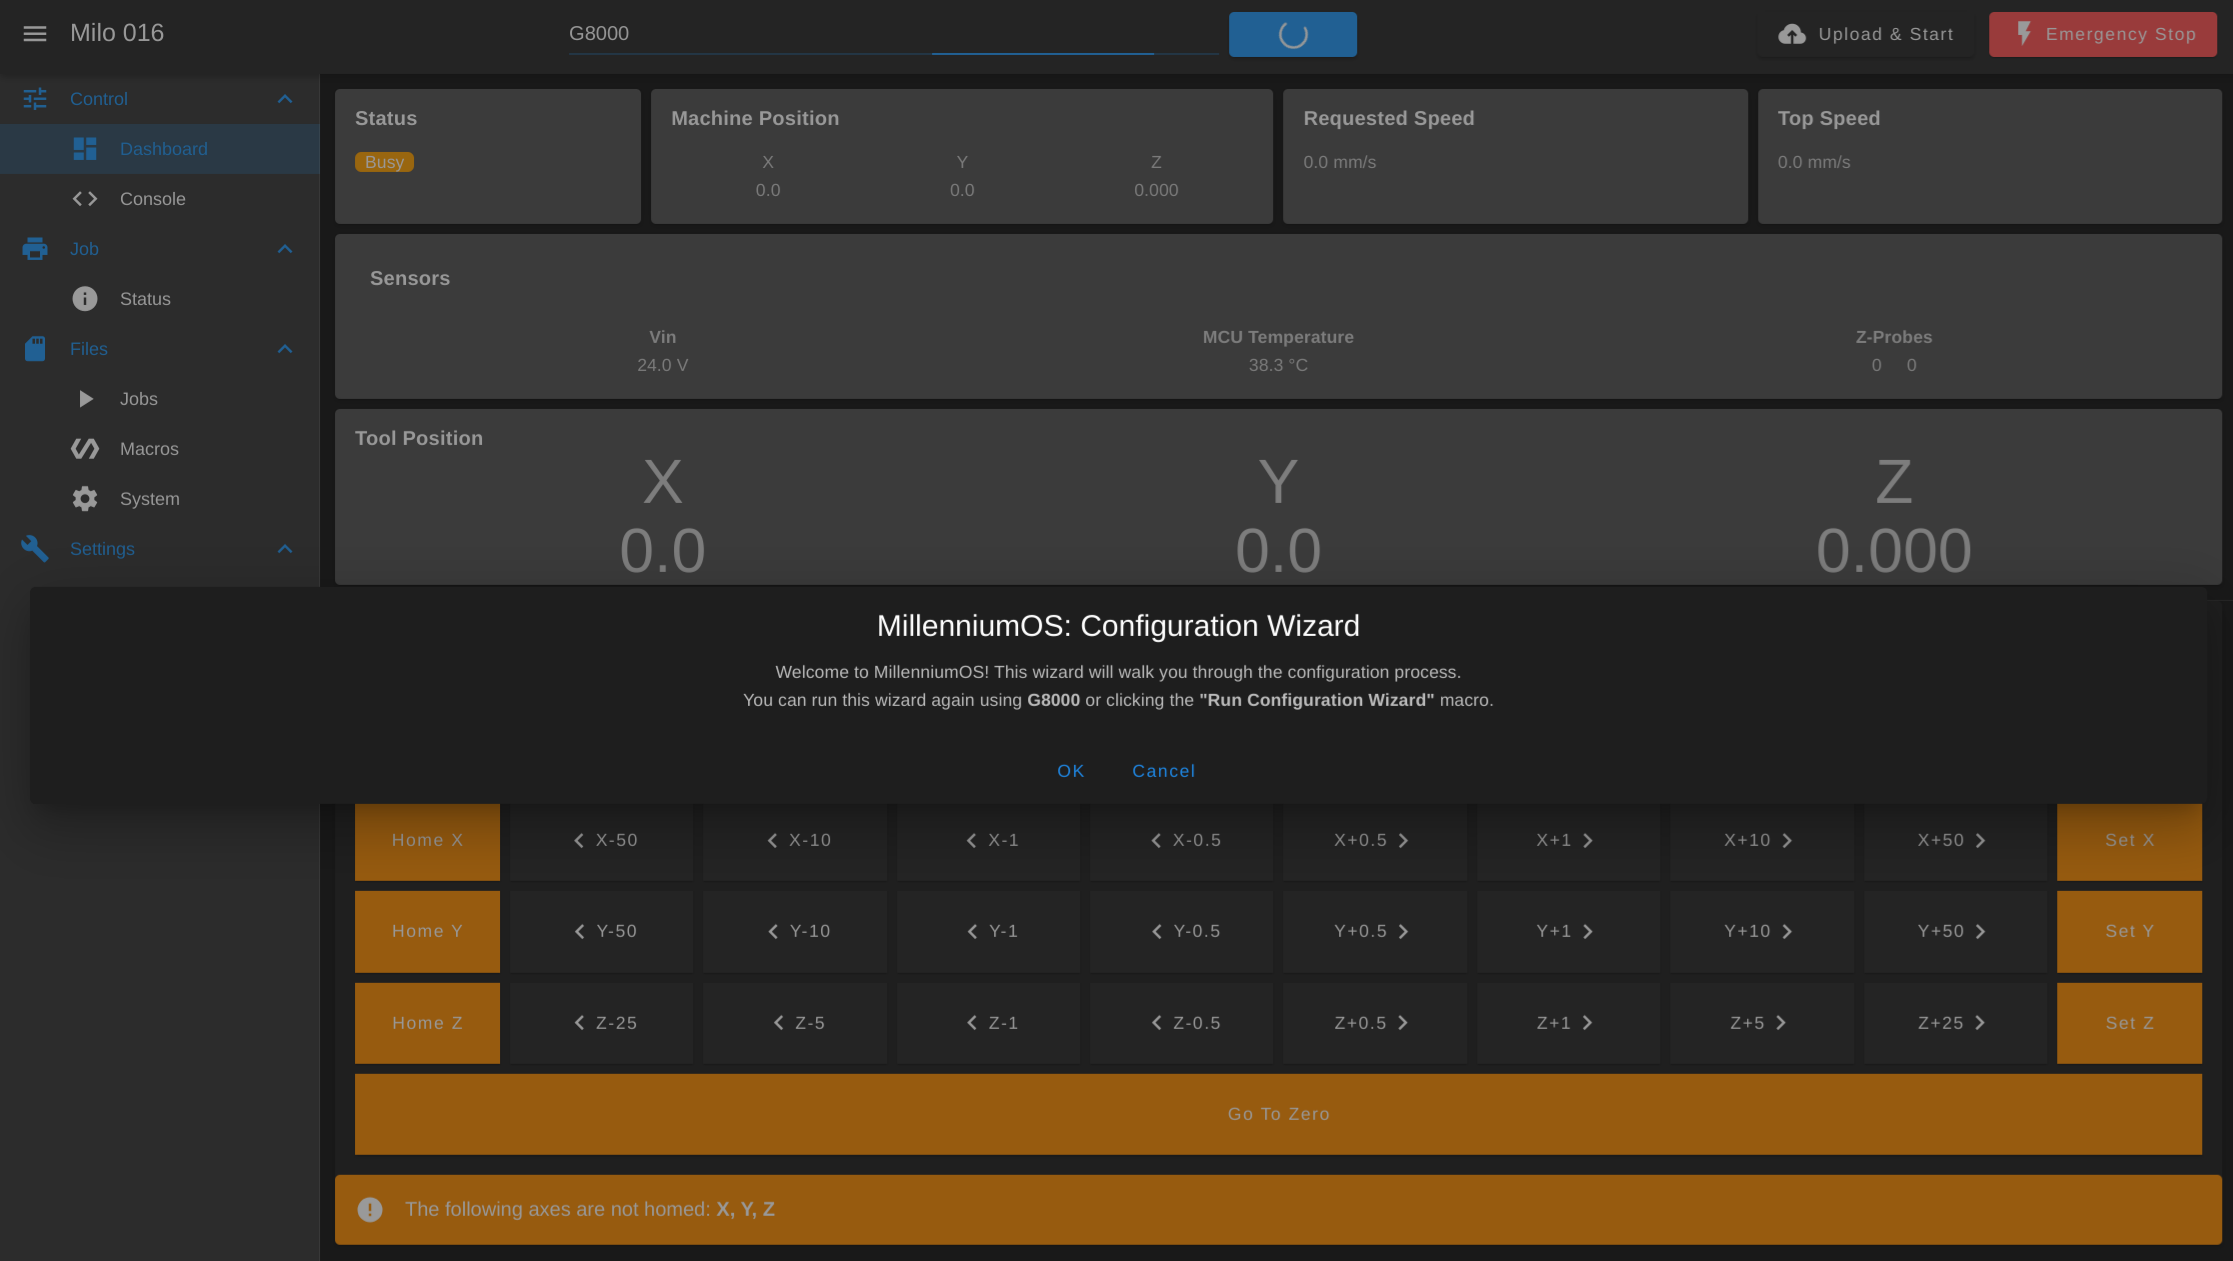 Milo 016
G8000
Upload & Start
Emergency Stop
Control
Dashboard
Console
Job
Status
Files
Jobs
Macros
System
Settings
Status
Busy
Machine Position
X Y Z
0.0 0.0 0.000
Requested Speed
0.0 mm/s
Top Speed
0.0 mm/s
Sensors
Vin MCU Temperature Z-Probes
24.0 V 38.3 °C 0 0
Tool Position
X Y Z
0.0 0.0 0.000
MillenniumOS: Configuration Wizard
Welcome to MillenniumOS! This wizard will walk you through the configuration process.
You can run this wizard again using G8000 or clicking the "Run Configuration Wizard" macro.
OK Cancel
Home X X-50 X-10 X-1 X-0.5 X+0.5 X+1 X+10 X+50 Set X
Home Y Y-50 Y-10 Y-1 Y-0.5 Y+0.5 Y+1 Y+10 Y+50 Set Y
Home Z Z-25 Z-5 Z-1 Z-0.5 Z+0.5 Z+1 Z+5 Z+25 Set Z
Go To Zero
The following axes are not homed: X, Y, Z